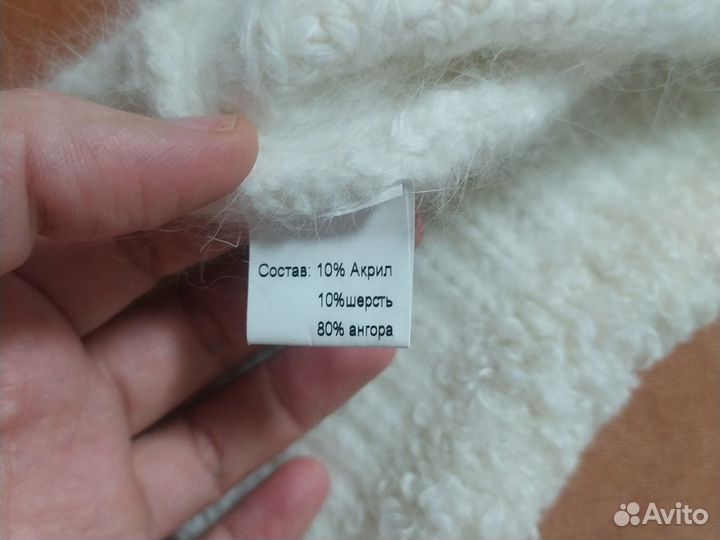 Состав: 10% Акрил
10%шерсть
80% ангора
Avito